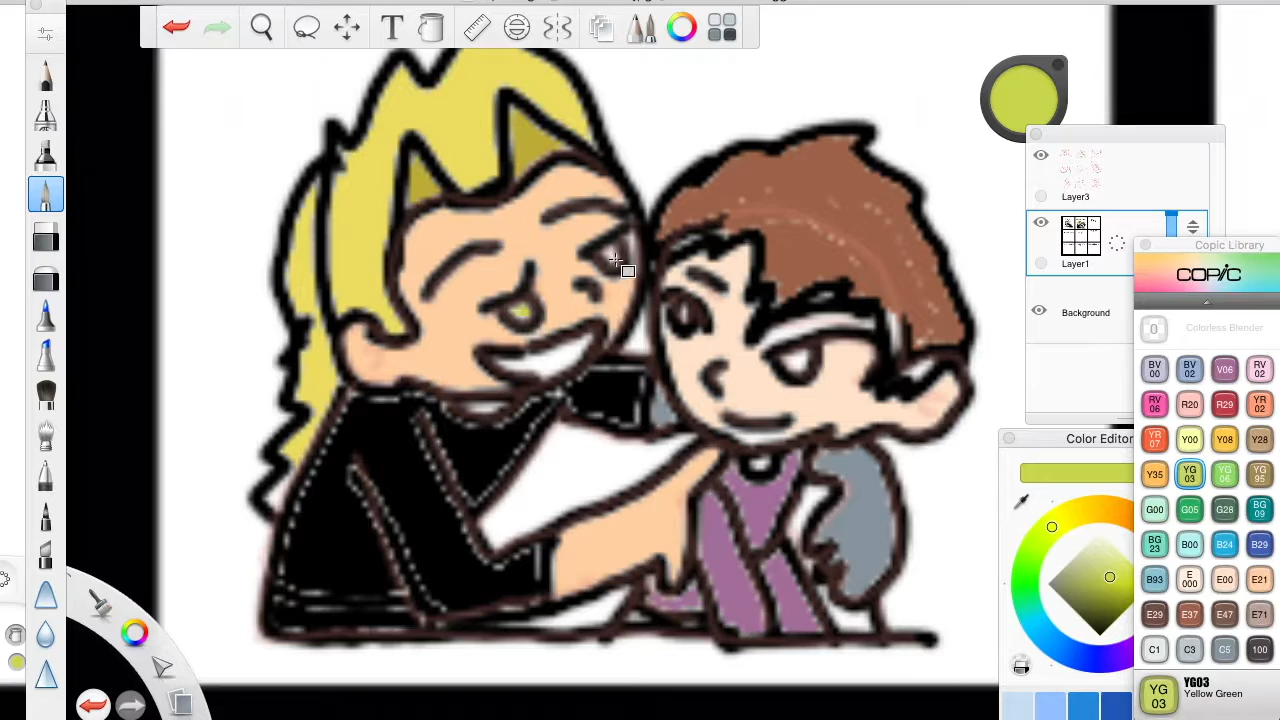 T
Layer3
Layer1
Background
Copic Library
COPIC
0 Colorless Blender
BV 00 BV 02 V06 RV 02
RV 06 R20 R29 YR 02
YR 07 Y00 Y08 Y28
Y35 YG 03 YG 06 YG 95
G00 G05 G28 BG 09
BG 23 B00 B24 B29
B93 E 000 E00 E21
E29 E37 E47 E71
C1 C3 C5 100
Color Editor
YG 03
YG03
Yellow Green